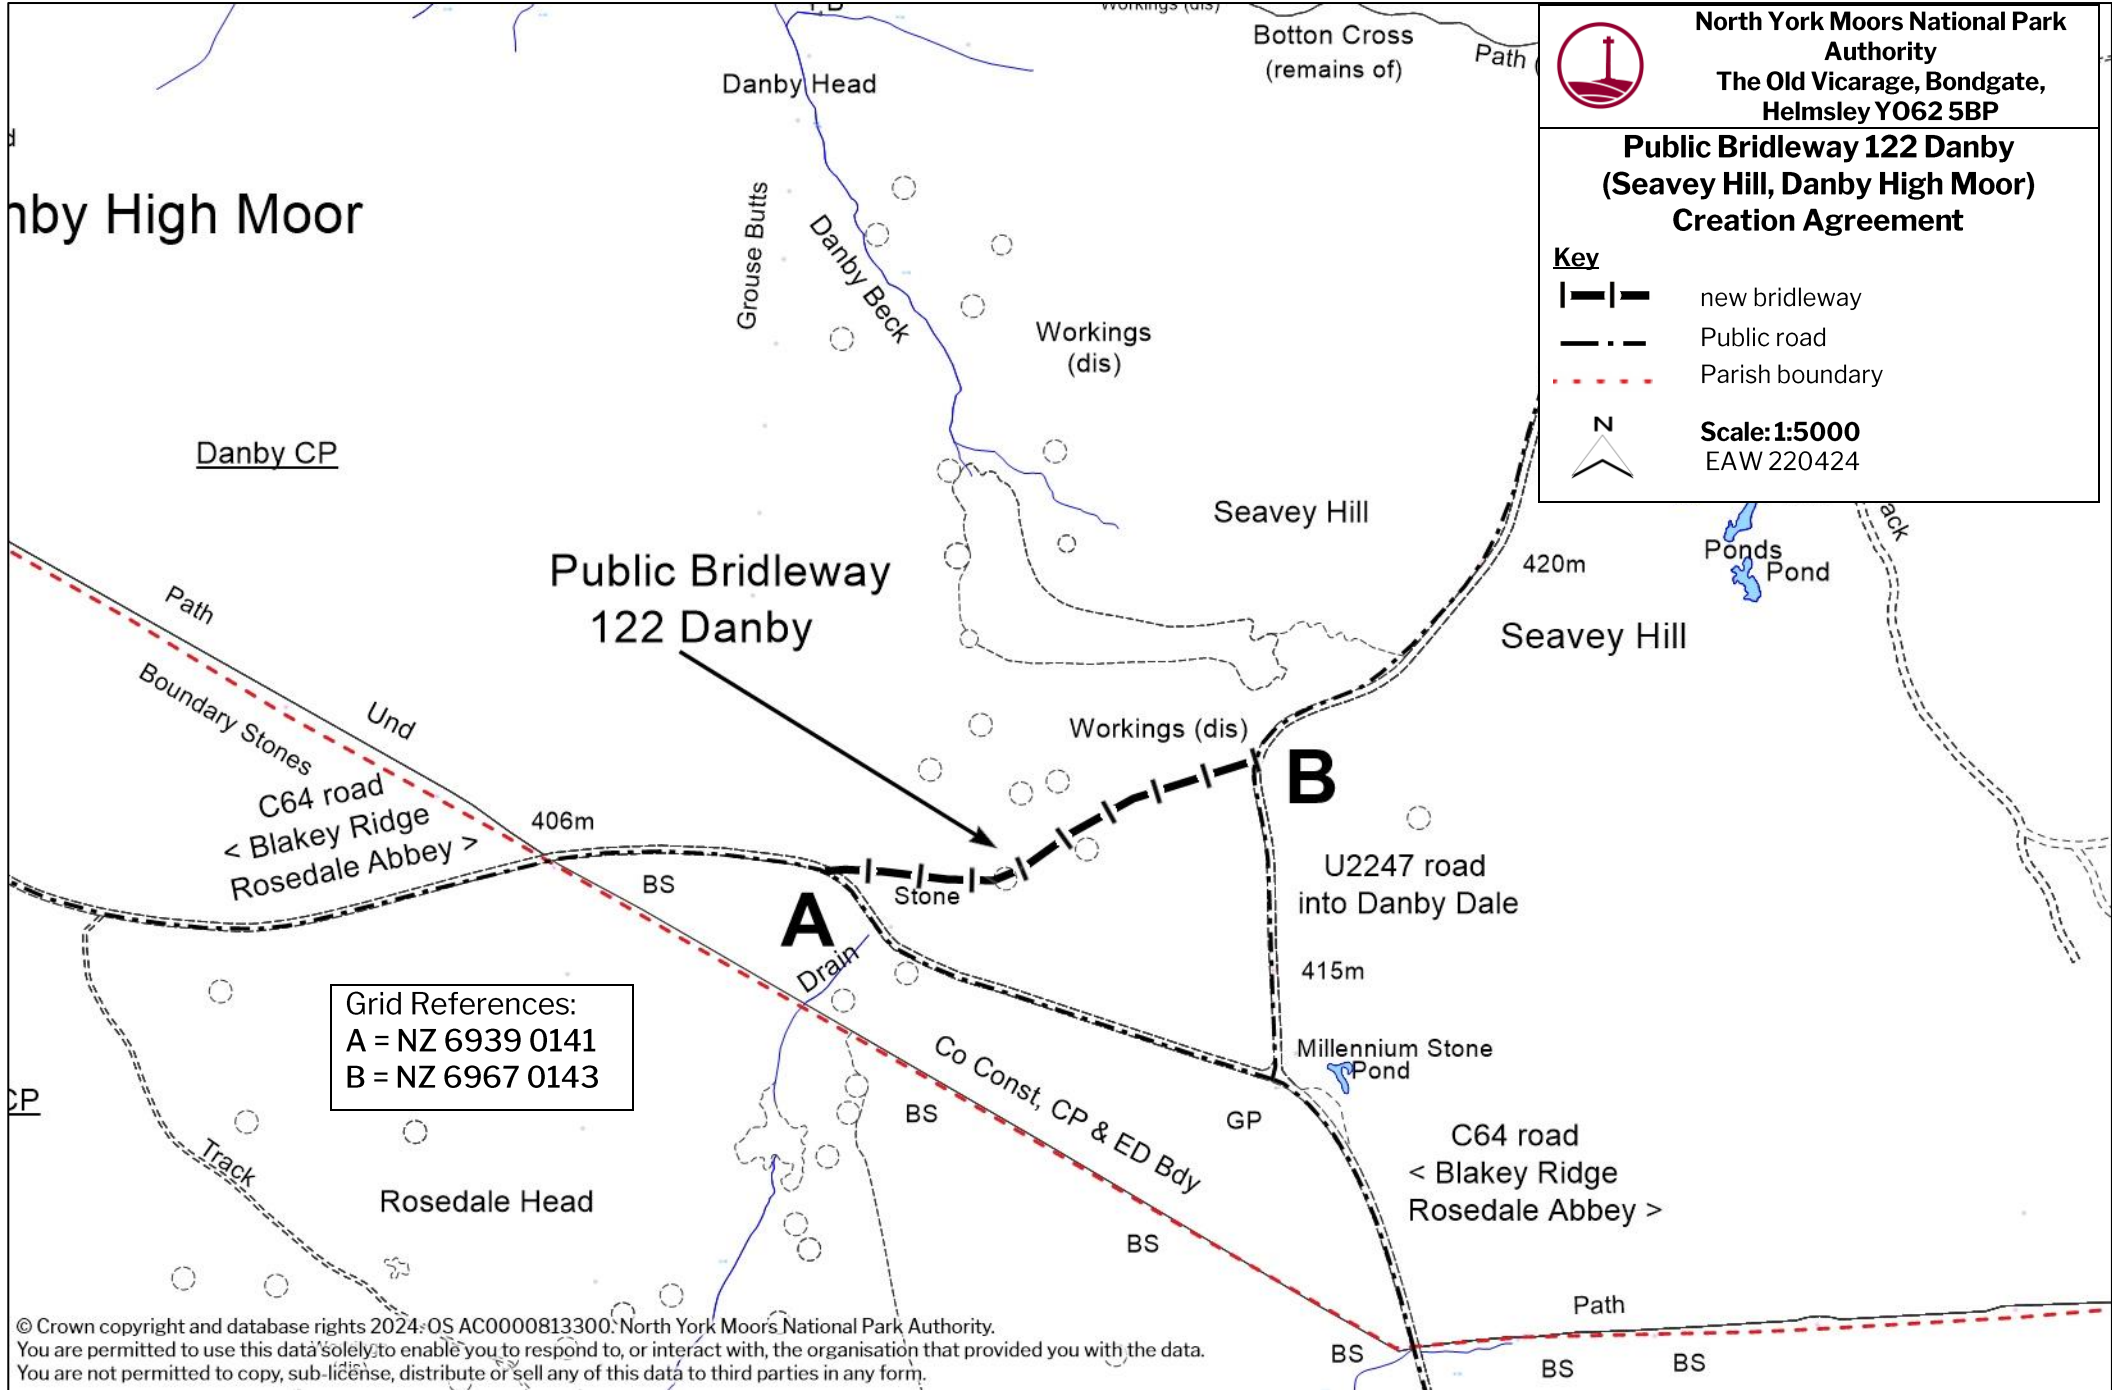 Workings (dis)
Botton Cross
(remains of)
Path (
North York Moors National Park
Authority
The Old Vicarage, Bondgate,
Helmsley YO62 5BP
Public Bridleway 122 Danby
(Seavey Hill, Danby High Moor)
Creation Agreement
Key
new bridleway
Public road
Parish boundary
N
Scale: 1:5000
EAW 220424
Danby Head
nby High Moor
Grouse Butts
Danby Beck
Workings
(dis)
Danby CP
Seavey Hill
ack
420m
Ponds
Pond
Public Bridleway
122 Danby
Path
Seavey Hill
Boundary Stones
Und
Workings (dis)
B
C64 road
< Blakey Ridge
Rosedale Abbey >
406m
BS
Stone
A
U2247 road
into Danby Dale
Drain
415m
Grid References:
A = NZ 6939 0141
B = NZ 6967 0143
Millennium Stone
Pond
Co Const, CP & ED Bdy
CP
BS
GP
C64 road
< Blakey Ridge
Rosedale Abbey >
Track
Rosedale Head
BS
Path
BS
BS
BS
© Crown copyright and database rights 2024. OS AC0000813300. North York Moors National Park Authority.
You are permitted to use this data solely to enable you to respond to, or interact with, the organisation that provided you with the data.
You are not permitted to copy, sub-license, distribute or sell any of this data to third parties in any form.